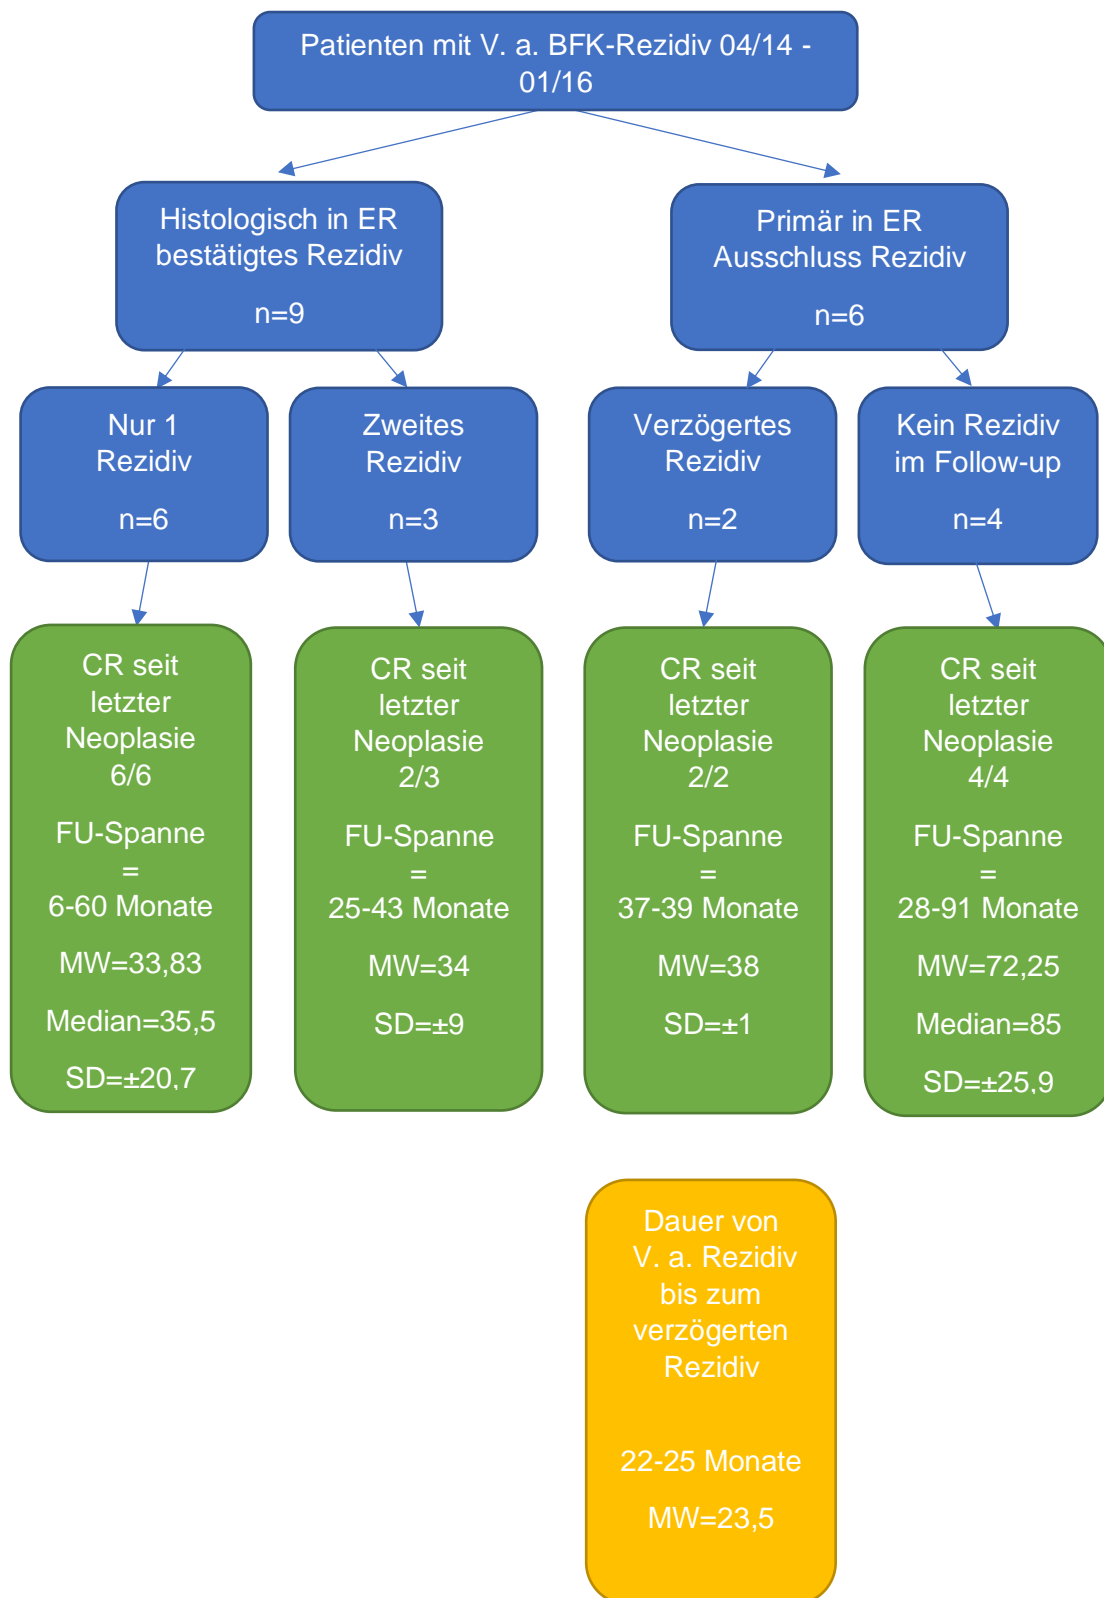 Patienten mit V. a. BFK-Rezidiv 04/14 -
01/16
Histologisch in ER
bestätigtes Rezidiv
n=9
Primär in ER
Ausschluss Rezidiv
n=6
Nur 1
Rezidiv
n=6
Zweites
Rezidiv
n=3
Verzögertes
Rezidiv
n=2
Kein Rezidiv
im Follow-up
n=4
CR seit
letzter
Neoplasie
6/6
FU-Spanne
=
6-60 Monate
MW=33,83
Median=35,5
SD=±20,7
CR seit
letzter
Neoplasie
2/3
FU-Spanne
=
25-43 Monate
MW=34
SD=±9
CR seit
letzter
Neoplasie
2/2
FU-Spanne
=
37-39 Monate
MW=38
SD=±1
CR seit
letzter
Neoplasie
4/4
FU-Spanne
=
28-91 Monate
MW=72,25
Median=85
SD=±25,9
Dauer von
V. a. Rezidiv
bis zum
verzögerten
Rezidiv
22-25 Monate
MW=23,5